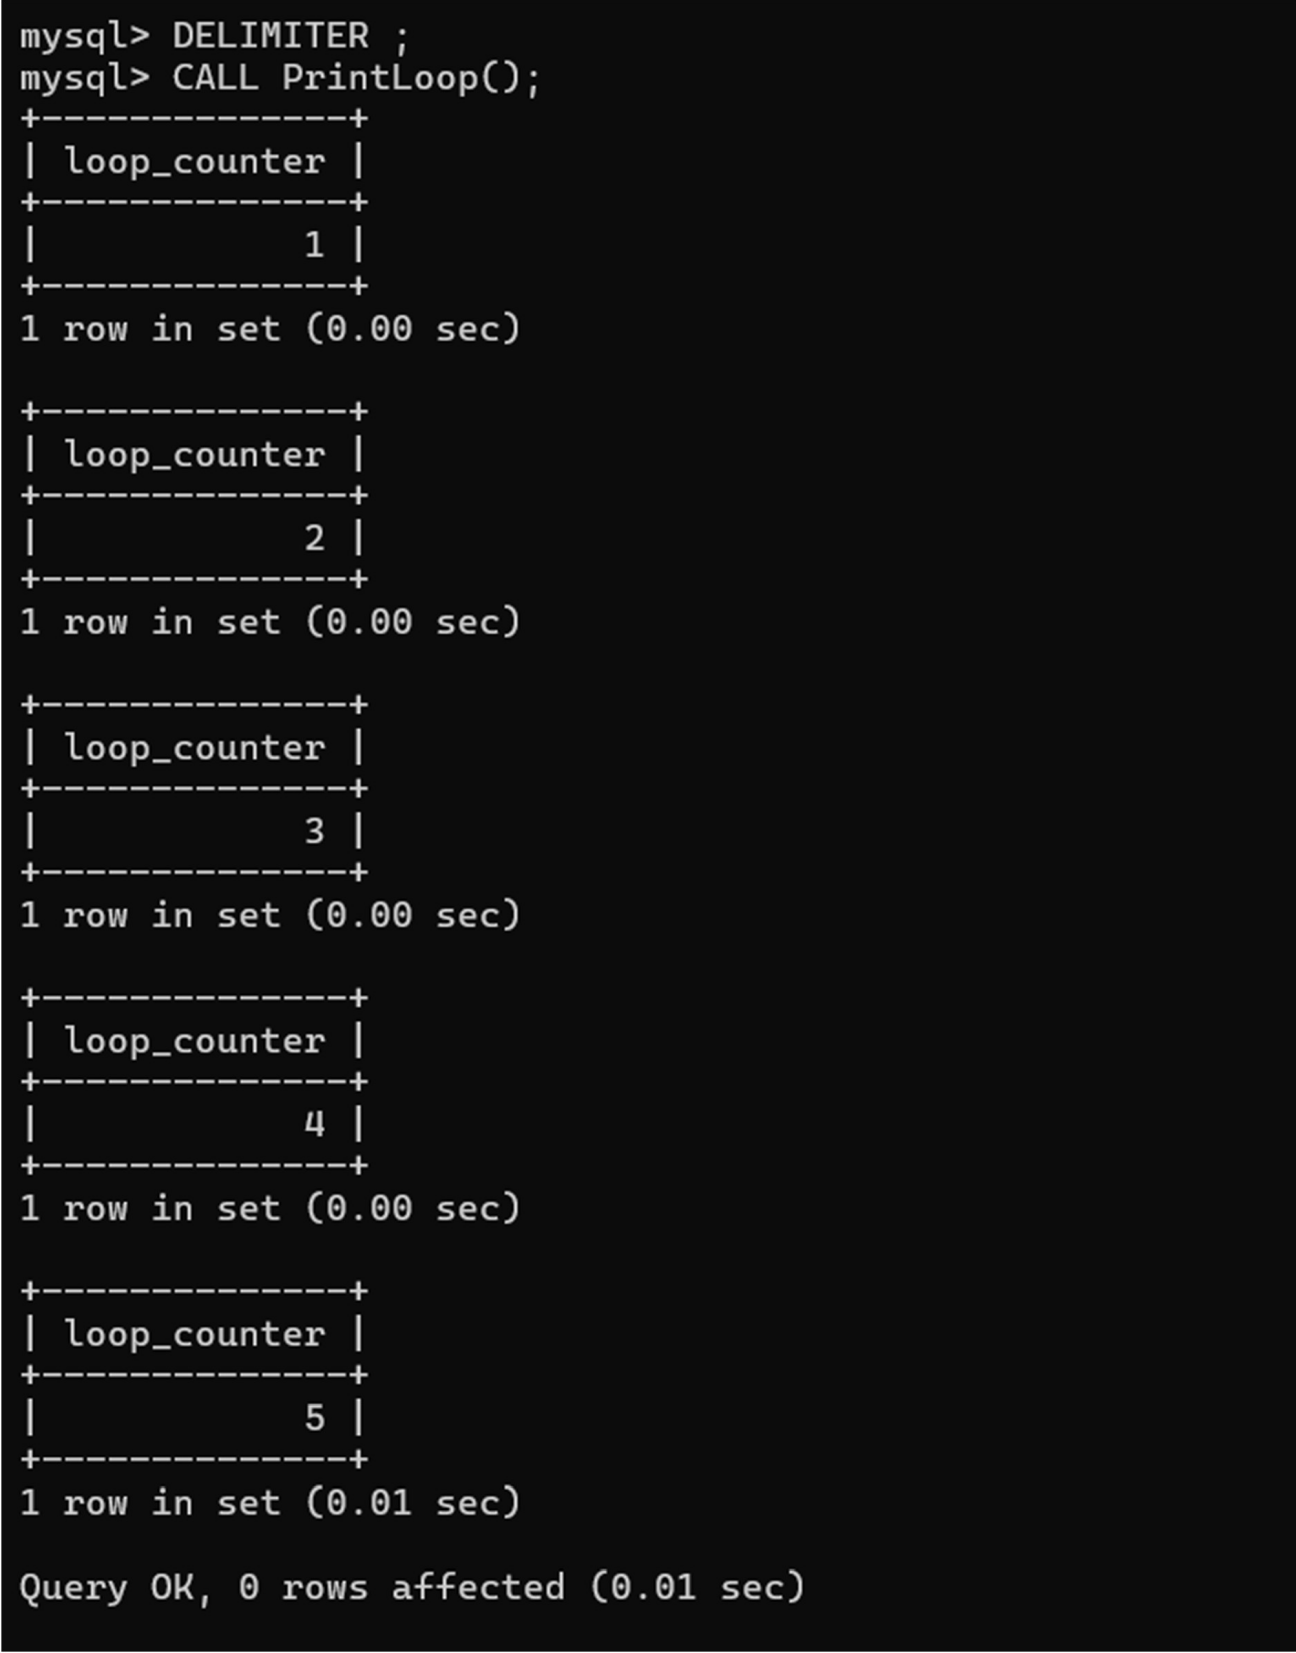 mysql> DELIMITER ;
mysql> CALL PrintLoop();
+--------------+
| loop_counter |
+--------------+
|            1 |
+--------------+
1 row in set (0.00 sec)

+--------------+
| loop_counter |
+--------------+
|            2 |
+--------------+
1 row in set (0.00 sec)

+--------------+
| loop_counter |
+--------------+
|            3 |
+--------------+
1 row in set (0.00 sec)

+--------------+
| loop_counter |
+--------------+
|            4 |
+--------------+
1 row in set (0.00 sec)

+--------------+
| loop_counter |
+--------------+
|            5 |
+--------------+
1 row in set (0.01 sec)

Query OK, 0 rows affected (0.01 sec)